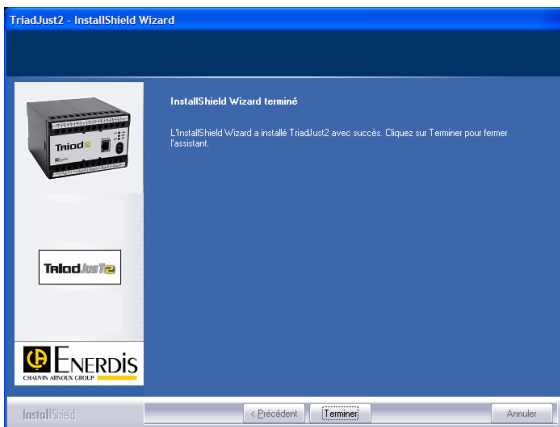 TriadJust2 - InstallShield Wizard
InstallShield Wizard terminé
L'InstallShield Wizard a installé TriadJust2 avec succès. Cliquez sur Terminer pour fermer
l'assistant.
Triad2
TriadJust2
ENERDIS
CHAUVIN ARNOUX GROUP
InstallShield
< Précédent
Terminer
Annuler